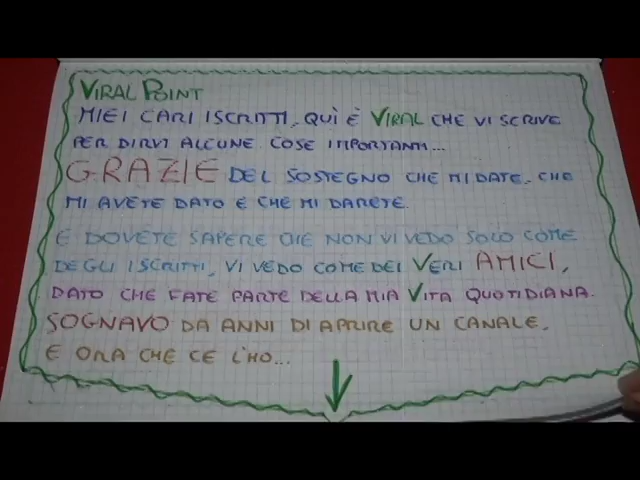 VIRAL POINT
MIEI CARI ISCRITTI, QUÌ È VIRAL CHE VI SCRIVE
PER DIRVI ALCUNE COSE IMPORTANTI...
GRAZIE DEL SOSTEGNO CHE MI DATE, CHE
MI AVETE DATO E CHE MI DARETE.
E DOVETE SAPERE CHE NON VI VEDO SOLO COME
DEGLI ISCRITTI, VI VEDO COME DEI VERI AMICI,
DATO CHE FATE PARTE DELLA MIA VITA QUOTIDIANA.
SOGNAVO DA ANNI DI APRIRE UN CANALE,
E ORA CHE CE L'HO...